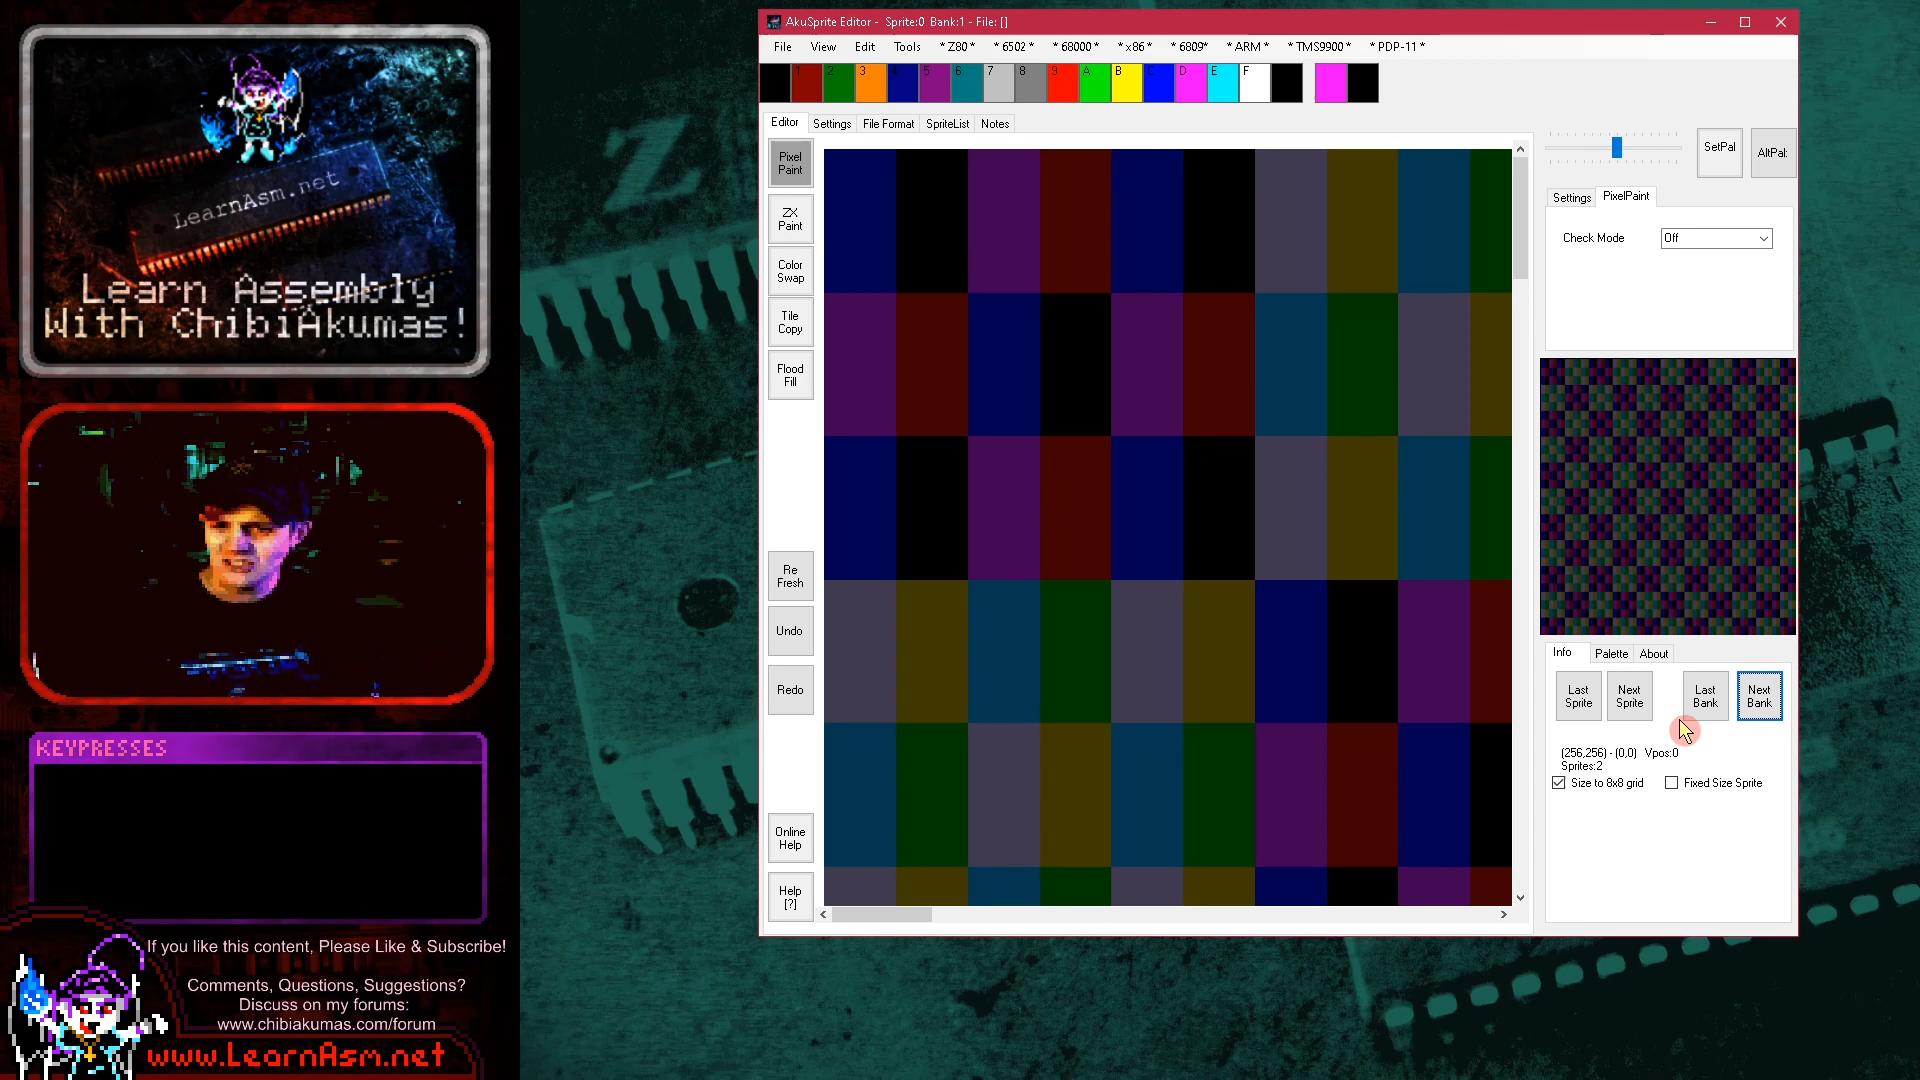 LearnAsm.net
Learn Assembly
With ChibiAkumas!
KEYPRESSES
If you like this content, Please Like & Subscribe!
Comments, Questions, Suggestions?
Discuss on my forums:
www.chibiakumas.com/forum
www.LearnAsm.net
AkuSprite Editor - Sprite:0 Bank:1 - File: []
File View Edit Tools *Z80* *6502* *68000* *x86* *6809* *ARM* *TMS9900* *PDP-11*
1 2 3 4 5 6 7 8 9 A B C D E F
Editor Settings File Format SpriteList Notes
Pixel
Paint
ZX
Paint
Color
Swap
Tile
Copy
Flood
Fill
Re
Fresh
Undo
Redo
Online
Help
Help
[?]
SetPal
AltPal:
Settings PixelPaint
Check Mode Off
Info Palette About
Last
Sprite
Next
Sprite
Last
Bank
Next
Bank
(256,256) - (0,0) Vpos:0
Sprites:2
Size to 8x8 grid Fixed Size Sprite